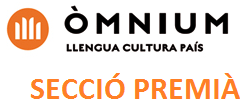 ÒMNIUM
LLENGUA CULTURA PAÍS
SECCIÓ PREMIÀ